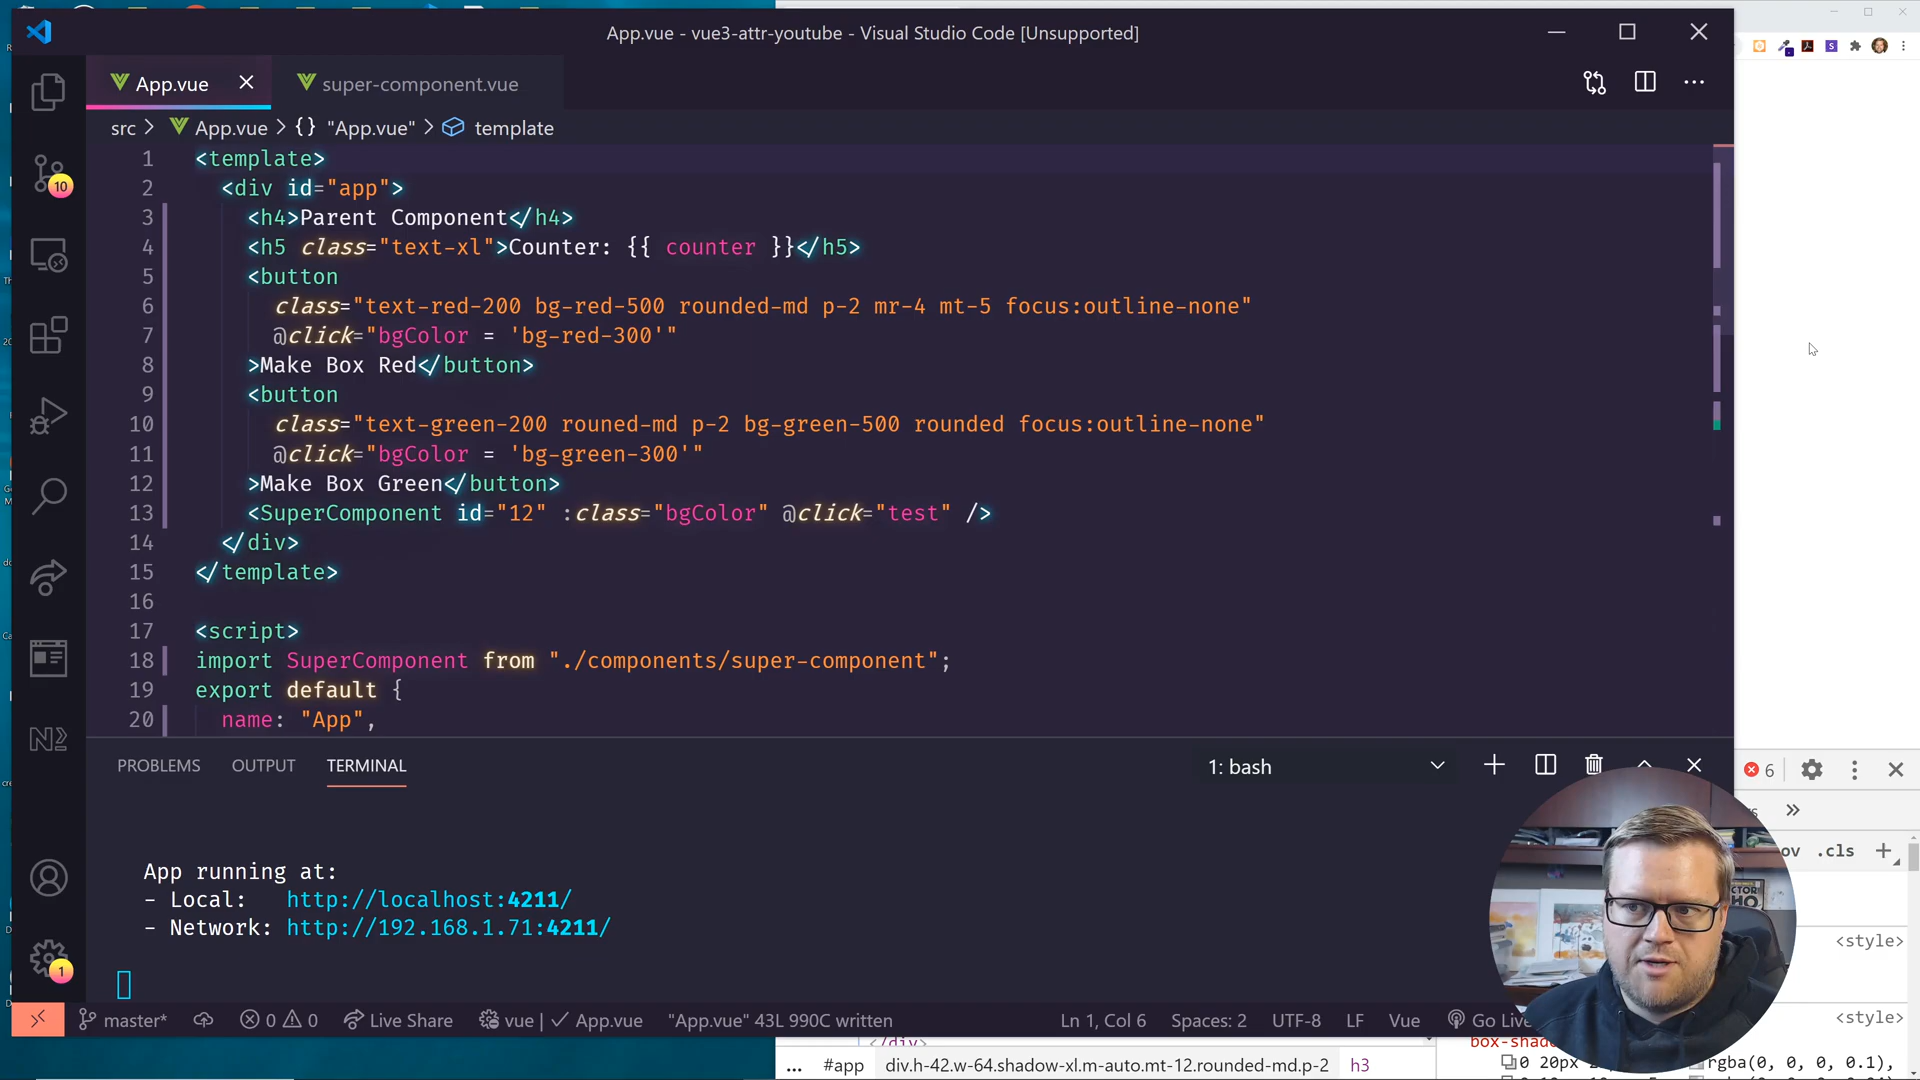 App.vue - vue3-attr-youtube - Visual Studio Code [Unsupported]
App.vue
super-component.vue
src > App.vue > {} "App.vue" > template
1 <template>
2 <div id="app">
3 <h4>Parent Component</h4>
4 <h5 class="text-xl">Counter: {{ counter }}</h5>
5 <button
6 class="text-red-200 bg-red-500 rounded-md p-2 mr-4 mt-5 focus:outline-none"
7 @click="bgColor = 'bg-red-300'"
8 >Make Box Red</button>
9 <button
10 class="text-green-200 rouned-md p-2 bg-green-500 rounded focus:outline-none"
11 @click="bgColor = 'bg-green-300'"
12 >Make Box Green</button>
13 <SuperComponent id="12" :class="bgColor" @click="test" />
14 </div>
15 </template>
16
17 <script>
18 import SuperComponent from "./components/super-component";
19 export default {
20 name: "App",
10
PROBLEMS OUTPUT TERMINAL
1: bash
6
.cls
App running at:
- Local: http://localhost:4211/
- Network: http://192.168.1.71:4211/
<style>
<style>
1
master* 0 0 Live Share vue | App.vue "App.vue" 43L 990C written Ln 1, Col 6 Spaces: 2 UTF-8 LF Vue Go Live
</div>
... #app div.h-42.w-64.shadow-xl.m-auto.mt-12.rounded-md.p-2 h3
0 20px
rgba(0, 0, 0, 0.1),